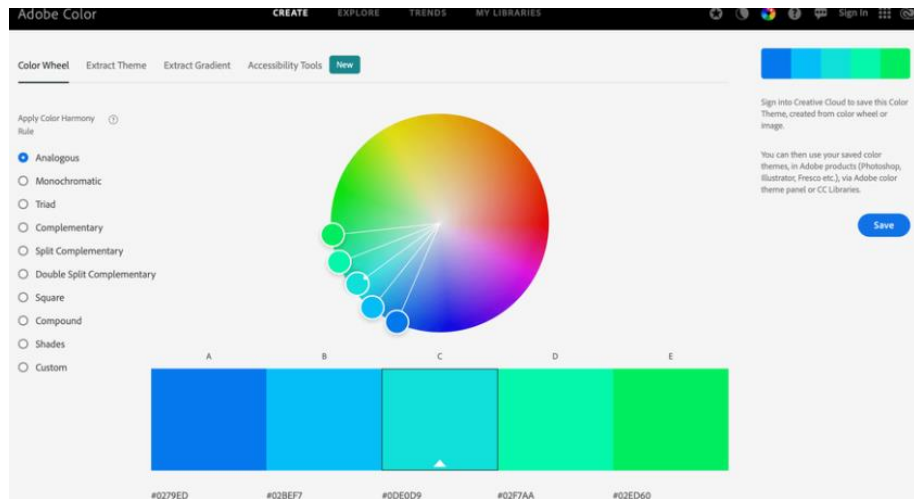 Adobe Color
CREATE EXPLORE TRENDS MY LIBRARIES
Sign In
Color Wheel Extract Theme Extract Gradient Accessibility Tools New
Apply Color Harmony
Rule
Analogous
Monochromatic
Triad
Complementary
Split Complementary
Double Split Complementary
Square
Compound
Shades
Custom
A B C D E
#0279ED #02BEF7 #0DE0D9 #02F7AA #02ED60
Sign into Creative Cloud to save this Color
Theme, created from color wheel or
image.
You can then use your saved color
themes, in Adobe products (Photoshop,
Illustrator, Fresco etc.), via Adobe color
theme panel or CC Libraries.
Save